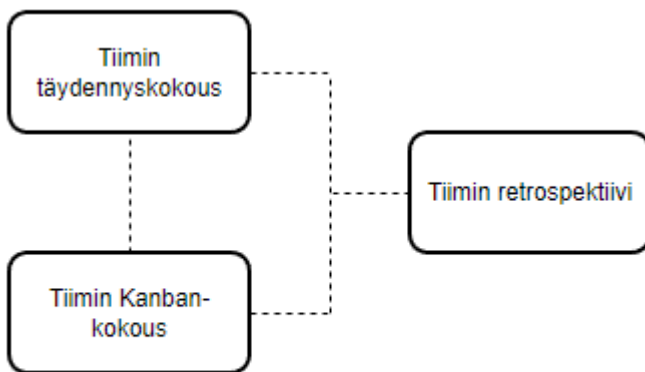 Tiimin
täydennyskokous
Tiimin retrospektiivi
Tiimin Kanban-
kokous